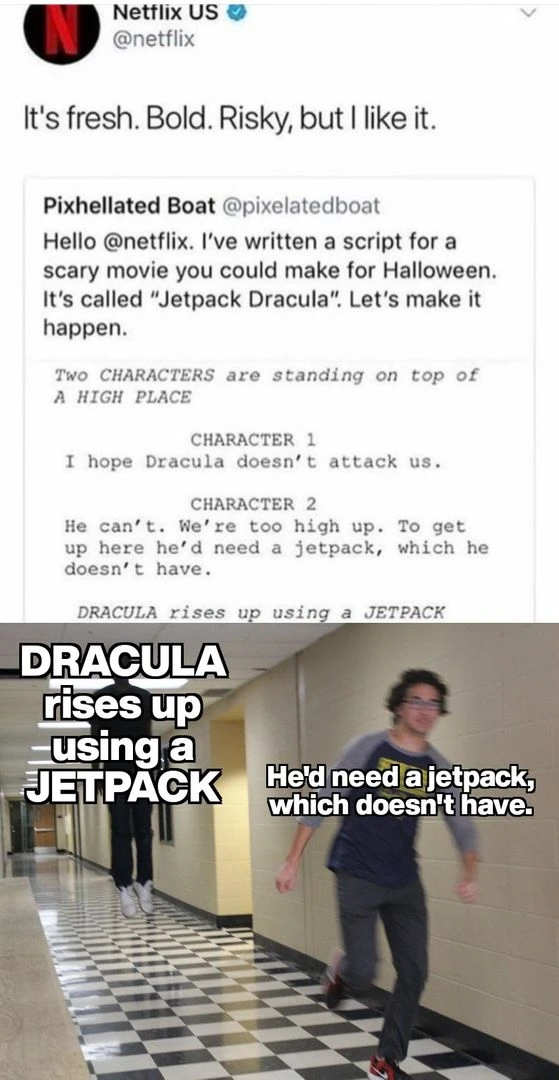 Netflix US
@netflix
It's fresh. Bold. Risky, but I like it.
Pixhellated Boat @pixelatedboat
Hello @netflix. I've written a script for a
scary movie you could make for Halloween.
It's called "Jetpack Dracula". Let's make it
happen.
Two CHARACTERS are standing on top of
A HIGH PLACE
CHARACTER 1
I hope Dracula doesn't attack us.
CHARACTER 2
He can't. We're too high up. To get
up here he'd need a jetpack, which he
doesn't have.
DRACULA rises up using a JETPACK
DRACULA
rises up
using a
JETPACK
He'd need a jetpack,
which doesn't have.